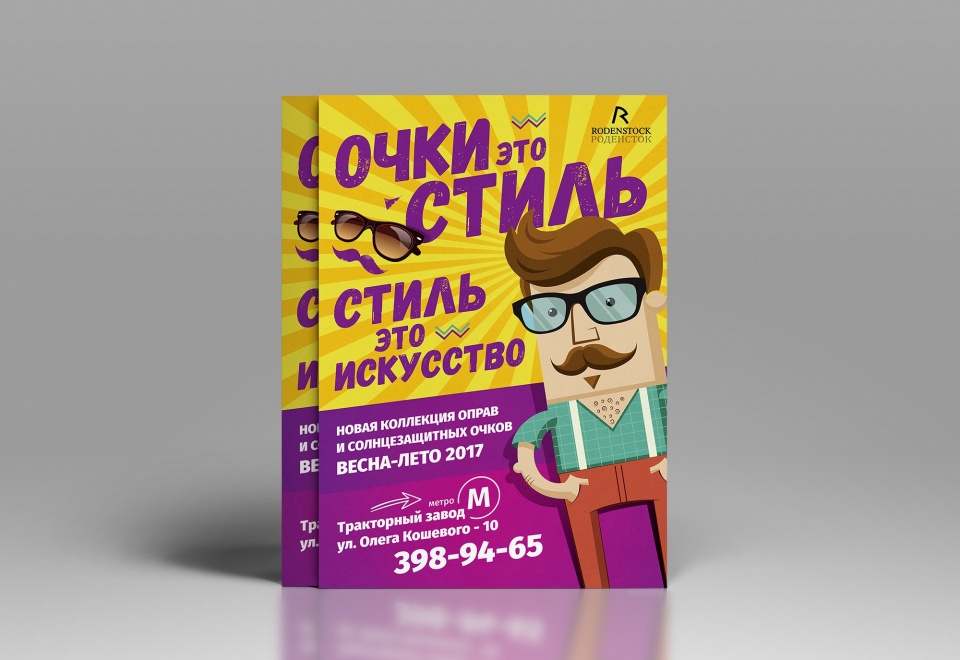 RODENSTOCK
РОДЕНСТОК
ОЧКИ ЭТО
СТИЛЬ
СТИЛЬ
ЭТО
ИСКУССТВО
НОВАЯ КОЛЛЕКЦИЯ ОПРАВ
И СОЛНЦЕЗАЩИТНЫХ ОЧКОВ
ВЕСНА-ЛЕТО 2017
метро М
Тракторный завод
ул. Олега Кошевого - 10
398-94-65